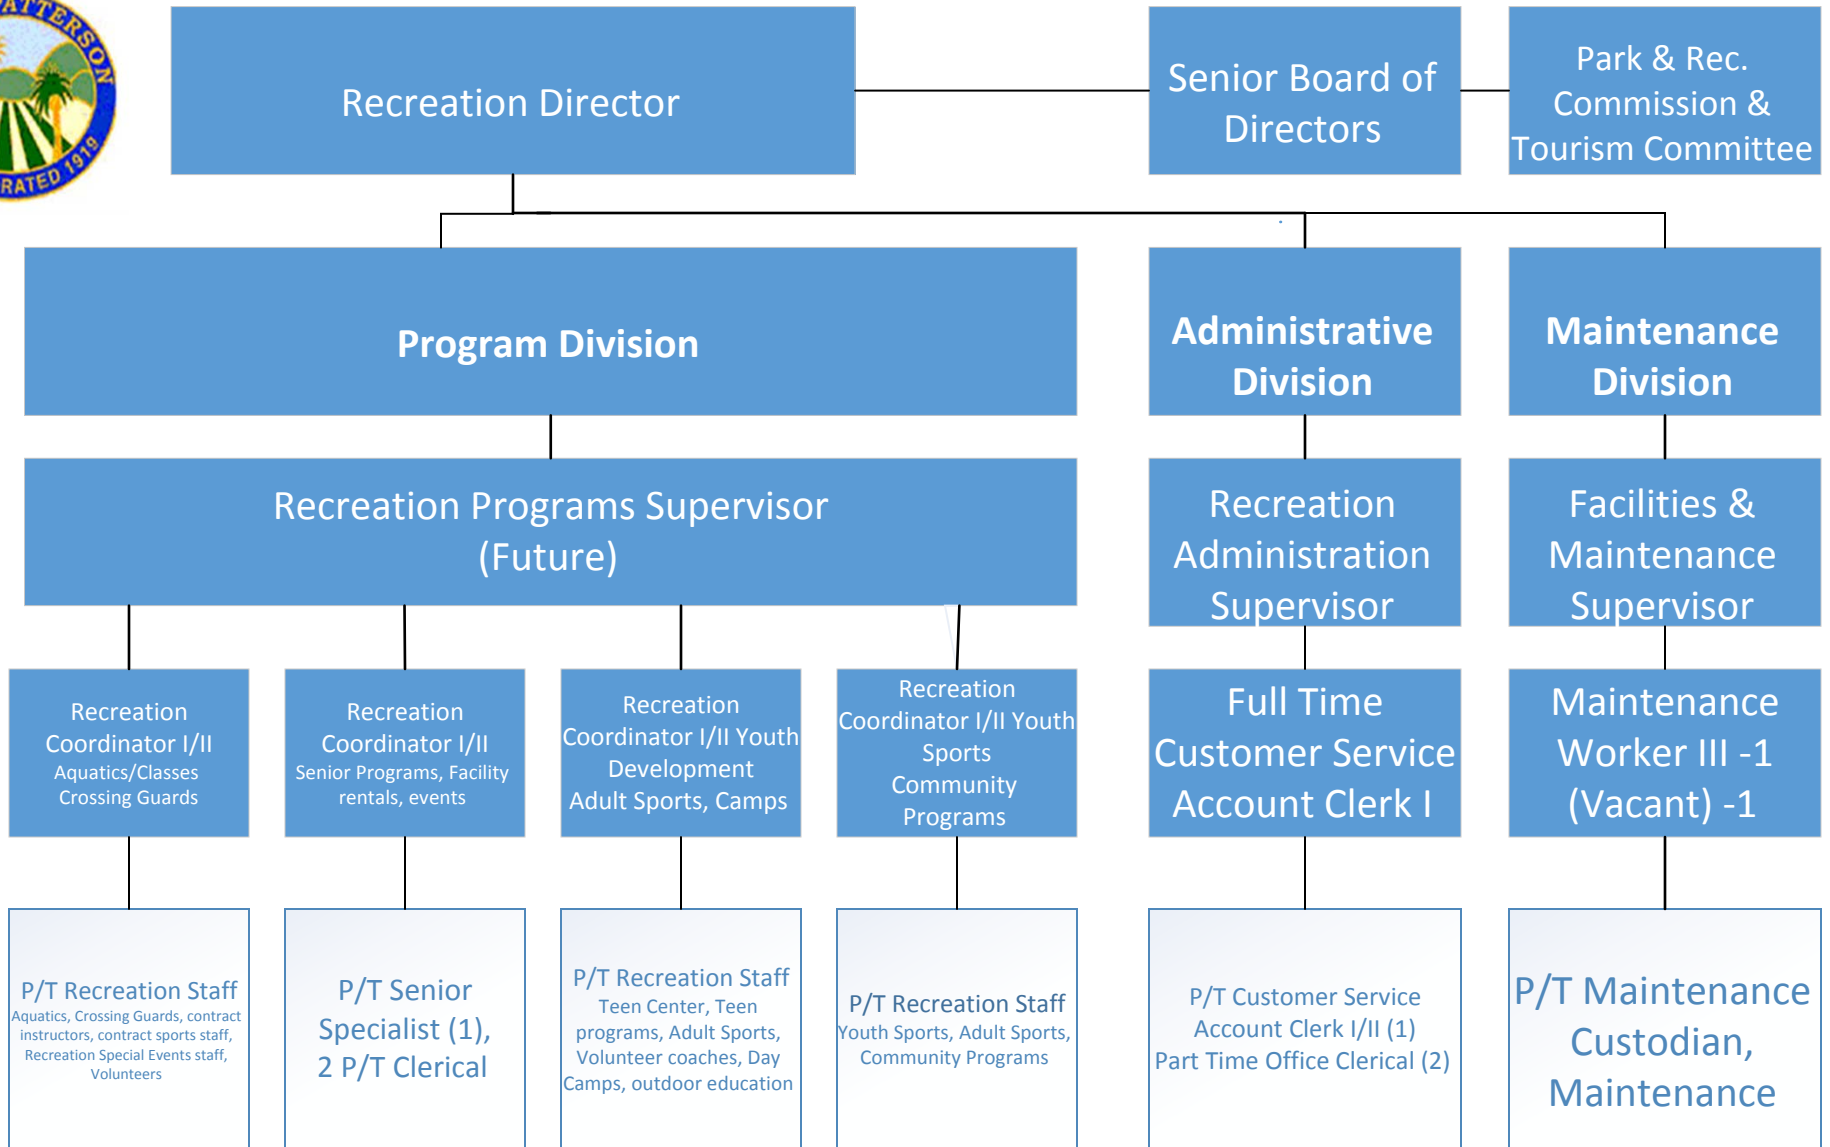 PATTERSON
RATED 1919
Recreation Director
Senior Board of
Directors
Park & Rec.
Commission &
Tourism Committee
Program Division
Administrative
Division
Maintenance
Division
Recreation Programs Supervisor
(Future)
Recreation
Administration
Supervisor
Facilities &
Maintenance
Supervisor
Recreation
Coordinator I/II
Aquatics/Classes
Crossing Guards
Recreation
Coordinator I/II
Senior Programs, Facility
rentals, events
Recreation
Coordinator I/II Youth
Development
Adult Sports, Camps
Recreation
Coordinator I/II Youth
Sports
Community
Programs
Full Time
Customer Service
Account Clerk I
Maintenance
Worker III -1
(Vacant) -1
P/T Recreation Staff
Aquatics, Crossing Guards, contract
instructors, contract sports staff,
Recreation Special Events staff,
Volunteers
P/T Senior
Specialist (1),
2 P/T Clerical
P/T Recreation Staff
Teen Center, Teen
programs, Adult Sports,
Volunteer coaches, Day
Camps, outdoor education
P/T Recreation Staff
Youth Sports, Adult Sports,
Community Programs
P/T Customer Service
Account Clerk I/II (1)
Part Time Office Clerical (2)
P/T Maintenance
Custodian,
Maintenance